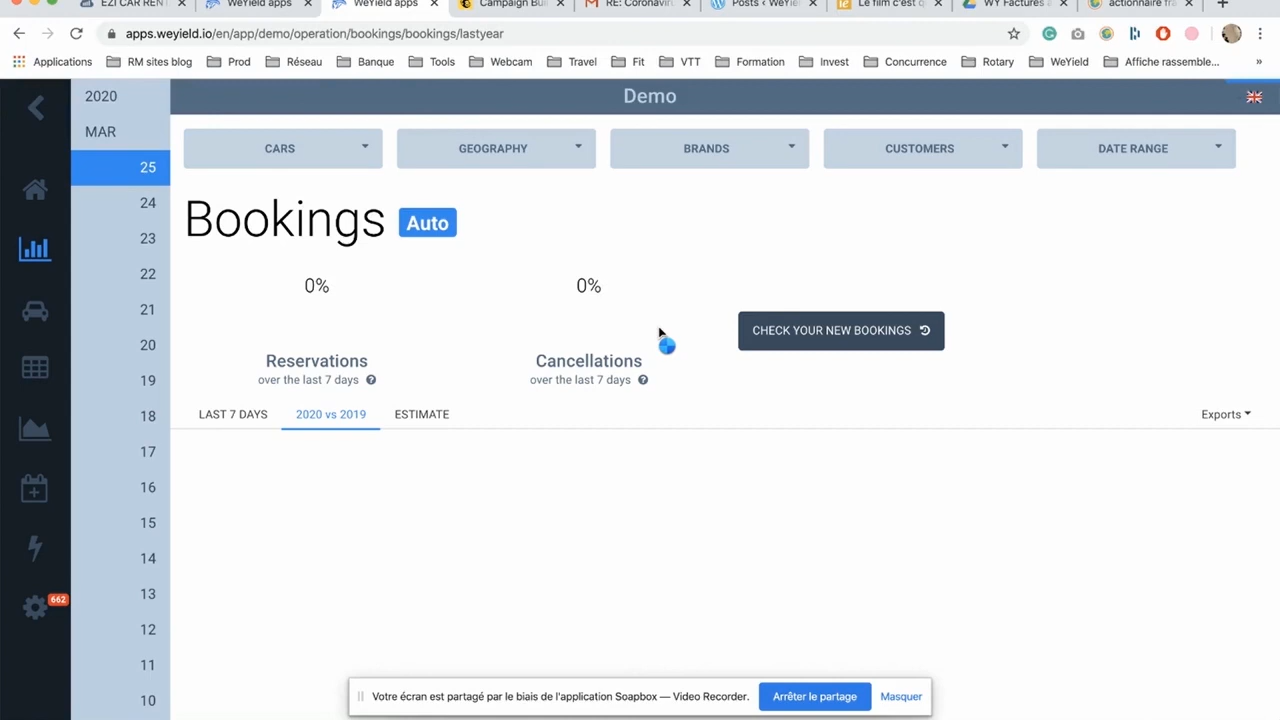 EZI CAR REN
WeYield apps
WeYield apps
Campaign Bui
RE: Coronavir
Posts ‹ WeYie
Le film c'est q
WY Factures
actionnaire fra
apps.weyield.io/en/app/demo/operation/bookings/bookings/lastyear
Applications RM sites blog Prod Réseau Banque Tools Webcam Travel Fit VTT Formation Invest Concurrence Rotary WeYield Affiche rassemble... »
2020
Demo
MAR
CARS GEOGRAPHY BRANDS CUSTOMERS DATE RANGE
25
24
23
22
21
20
19
18
17
16
15
14
13
12
11
10
Bookings Auto
0% 0%
CHECK YOUR NEW BOOKINGS
Reservations Cancellations
over the last 7 days ? over the last 7 days ?
LAST 7 DAYS 2020 vs 2019 ESTIMATE Exports
662
Votre écran est partagé par le biais de l'application Soapbox — Video Recorder. Arrêter le partage Masquer